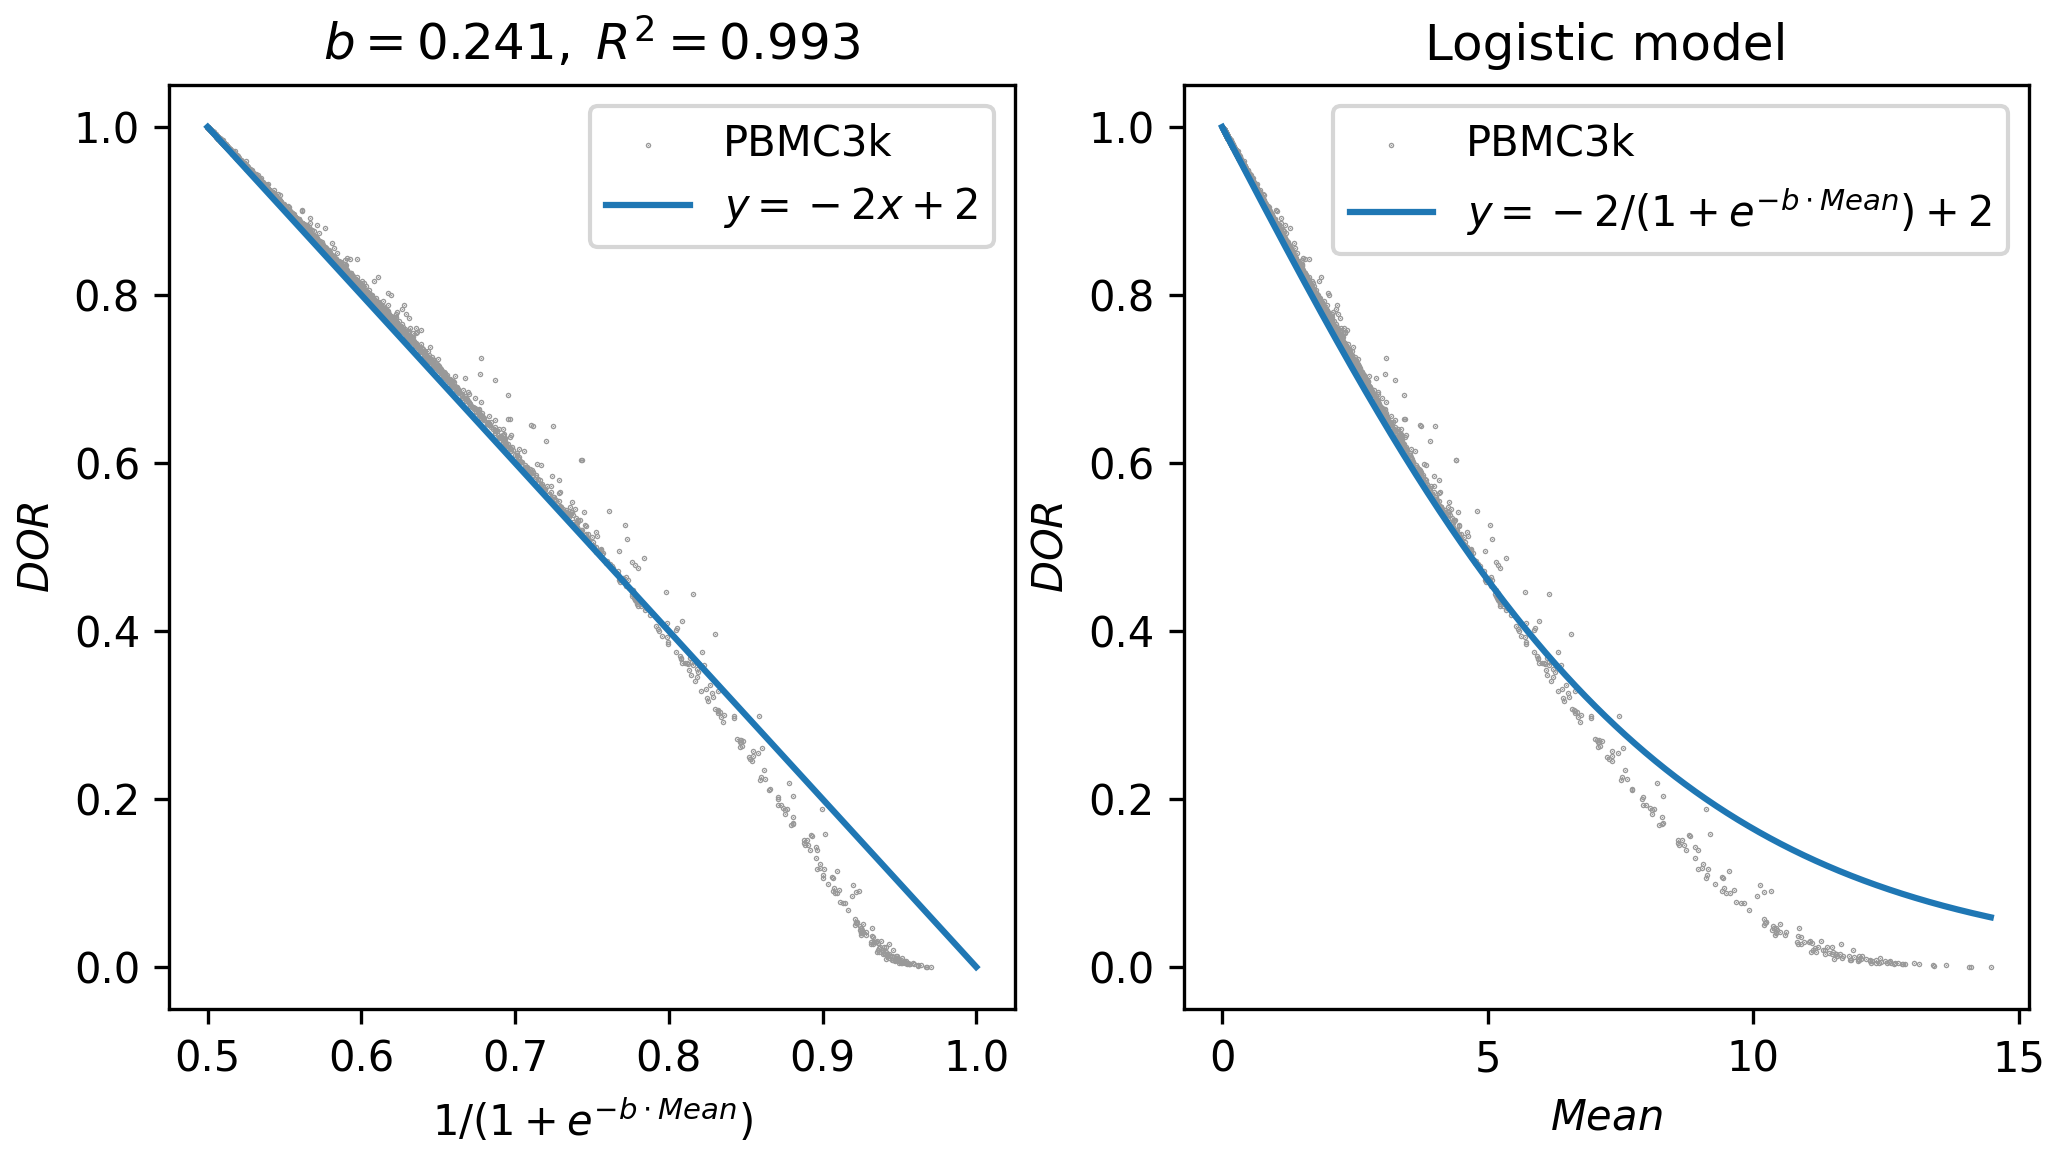 b = 0.241, R² = 0.993
PBMC3k
y = −2x + 2
1.0
0.8
0.6
0.4
0.2
0.0
DOR
0.5 0.6 0.7 0.8 0.9 1.0
1/(1 + e^{−b·Mean})
Logistic model
PBMC3k
y = −2/(1 + e^{−b·Mean}) + 2
1.0
0.8
0.6
0.4
0.2
0.0
DOR
0 5 10 15
Mean